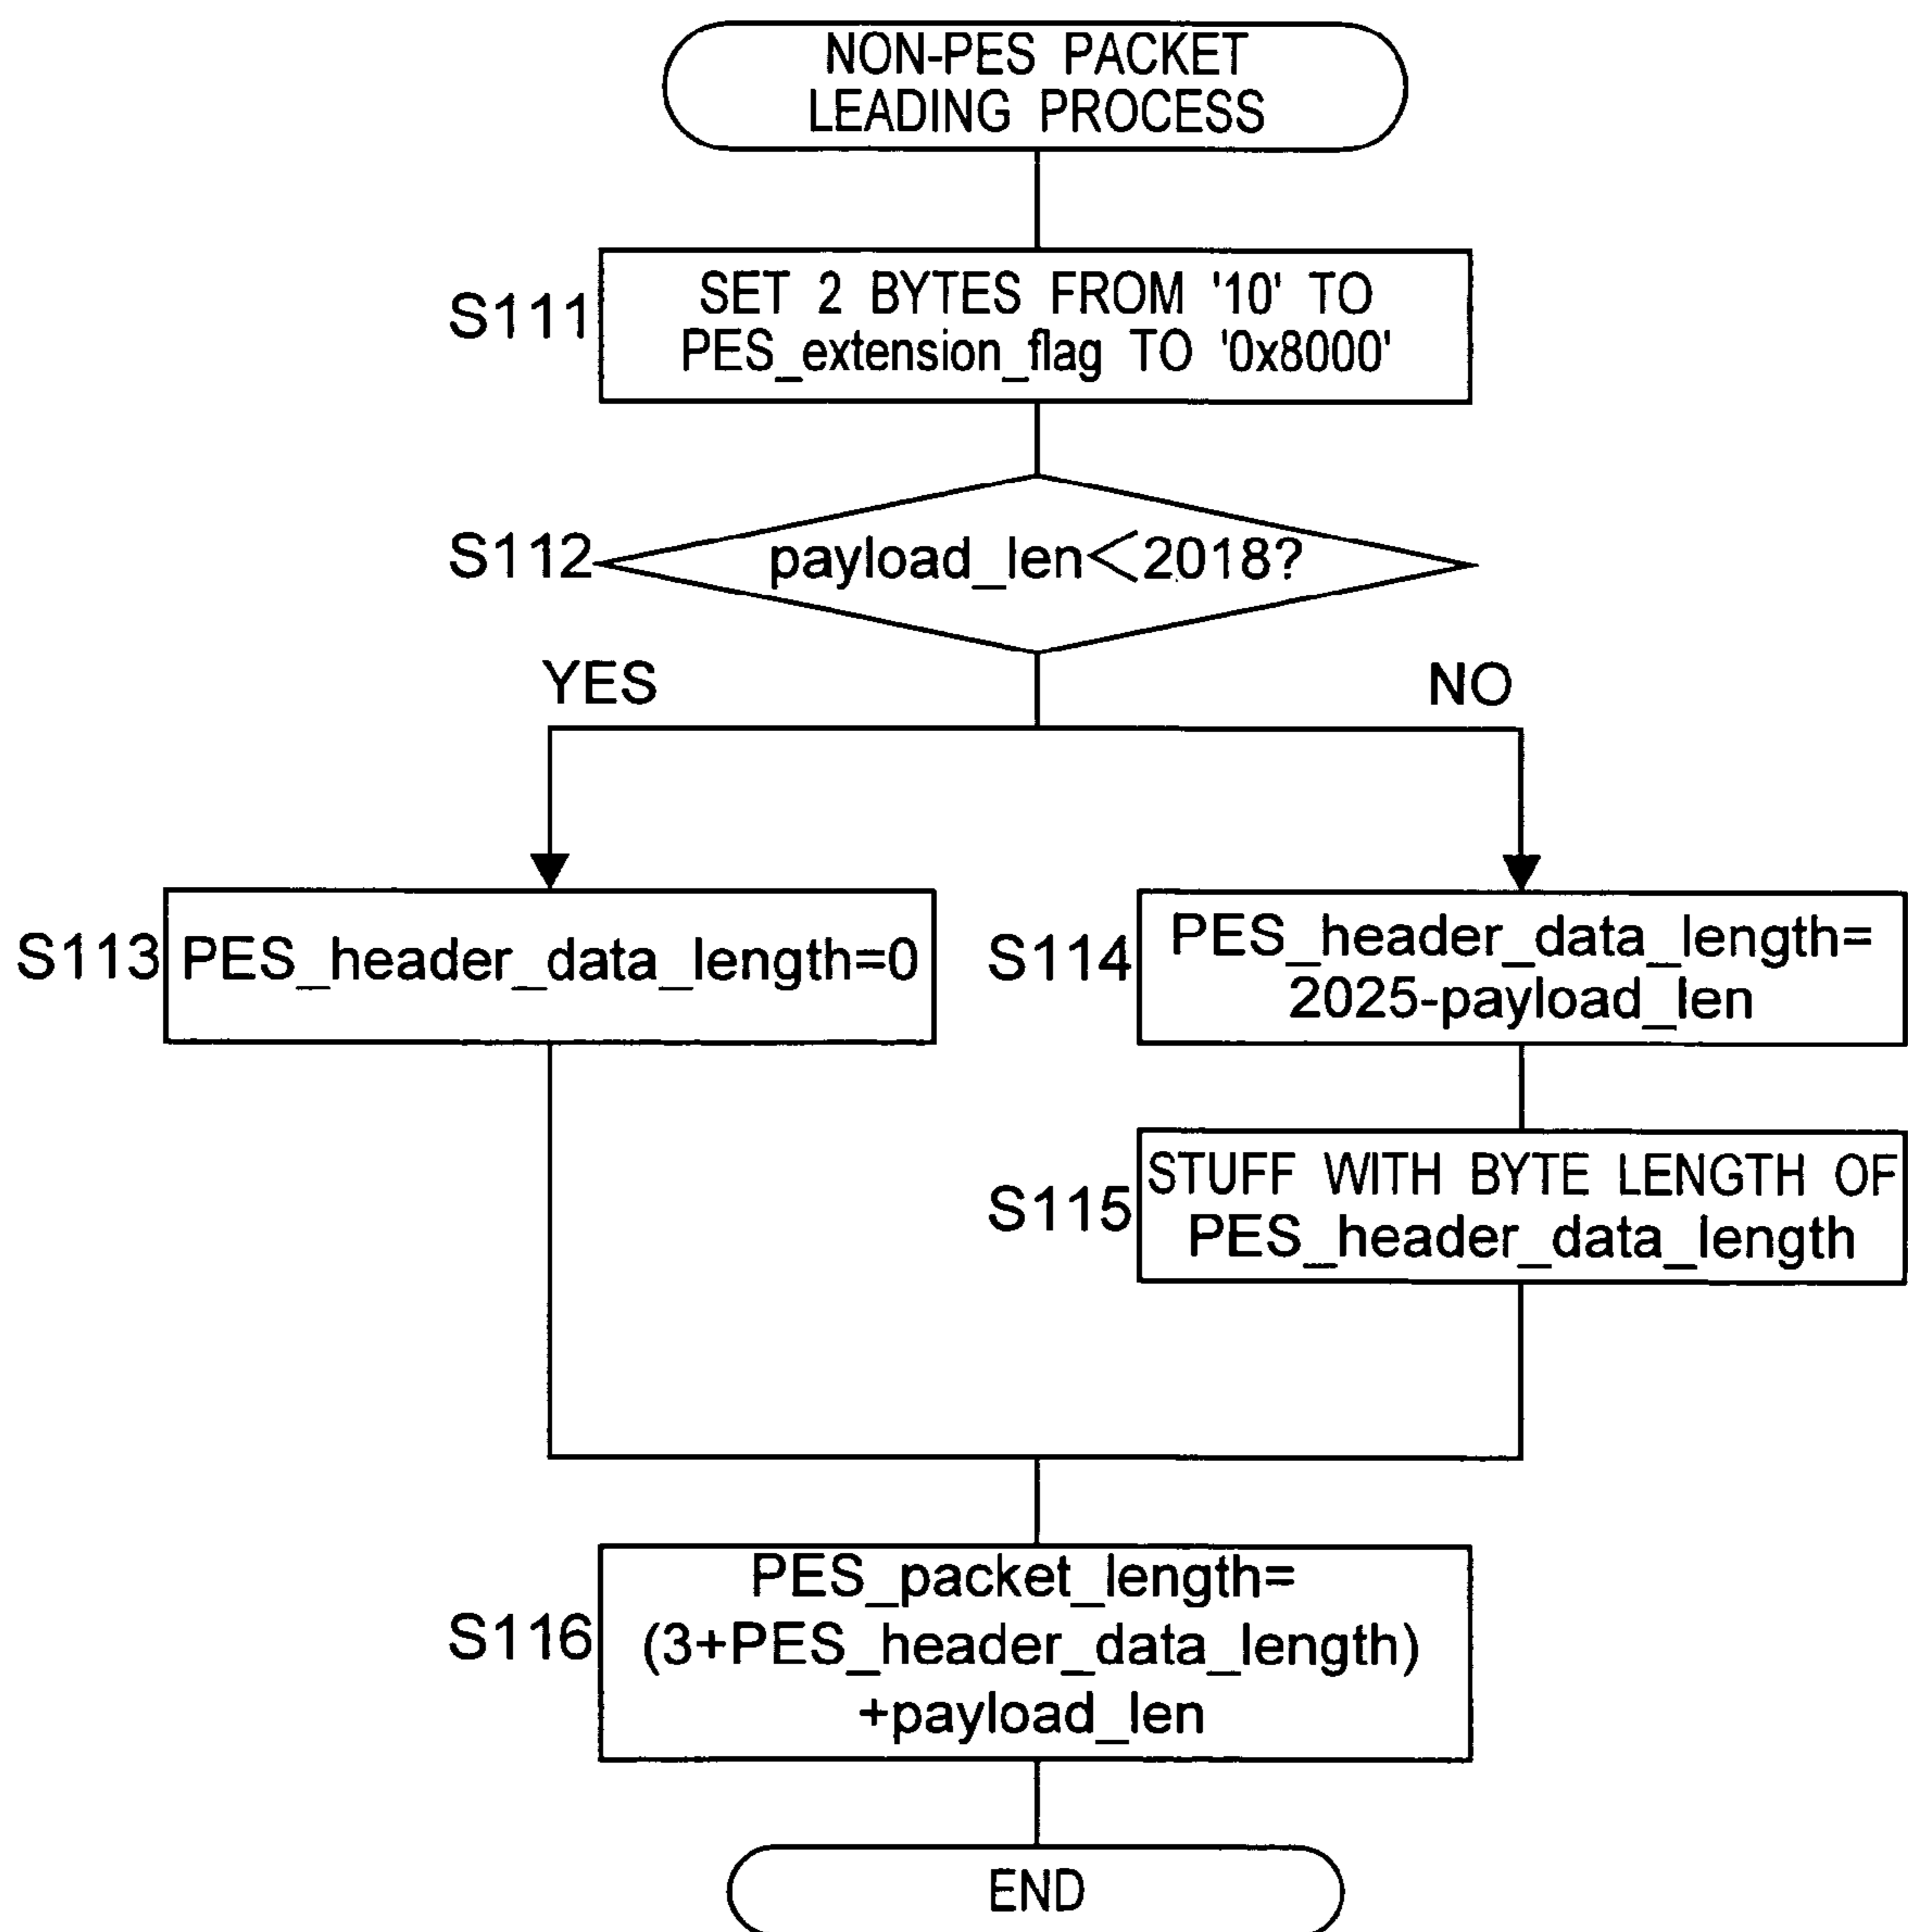 NON-PES PACKET
LEADING PROCESS
S111
SET 2 BYTES FROM '10' TO
PES_extension_flag TO '0x8000'
S112
payload_len<2018?
YES
NO
S113
PES_header_data_length=0
S114
PES_header_data_length=
2025-payload_len
S115
STUFF WITH BYTE LENGTH OF
PES_header_data_length
S116
PES_packet_length=
(3+PES_header_data_length)
+payload_len
END